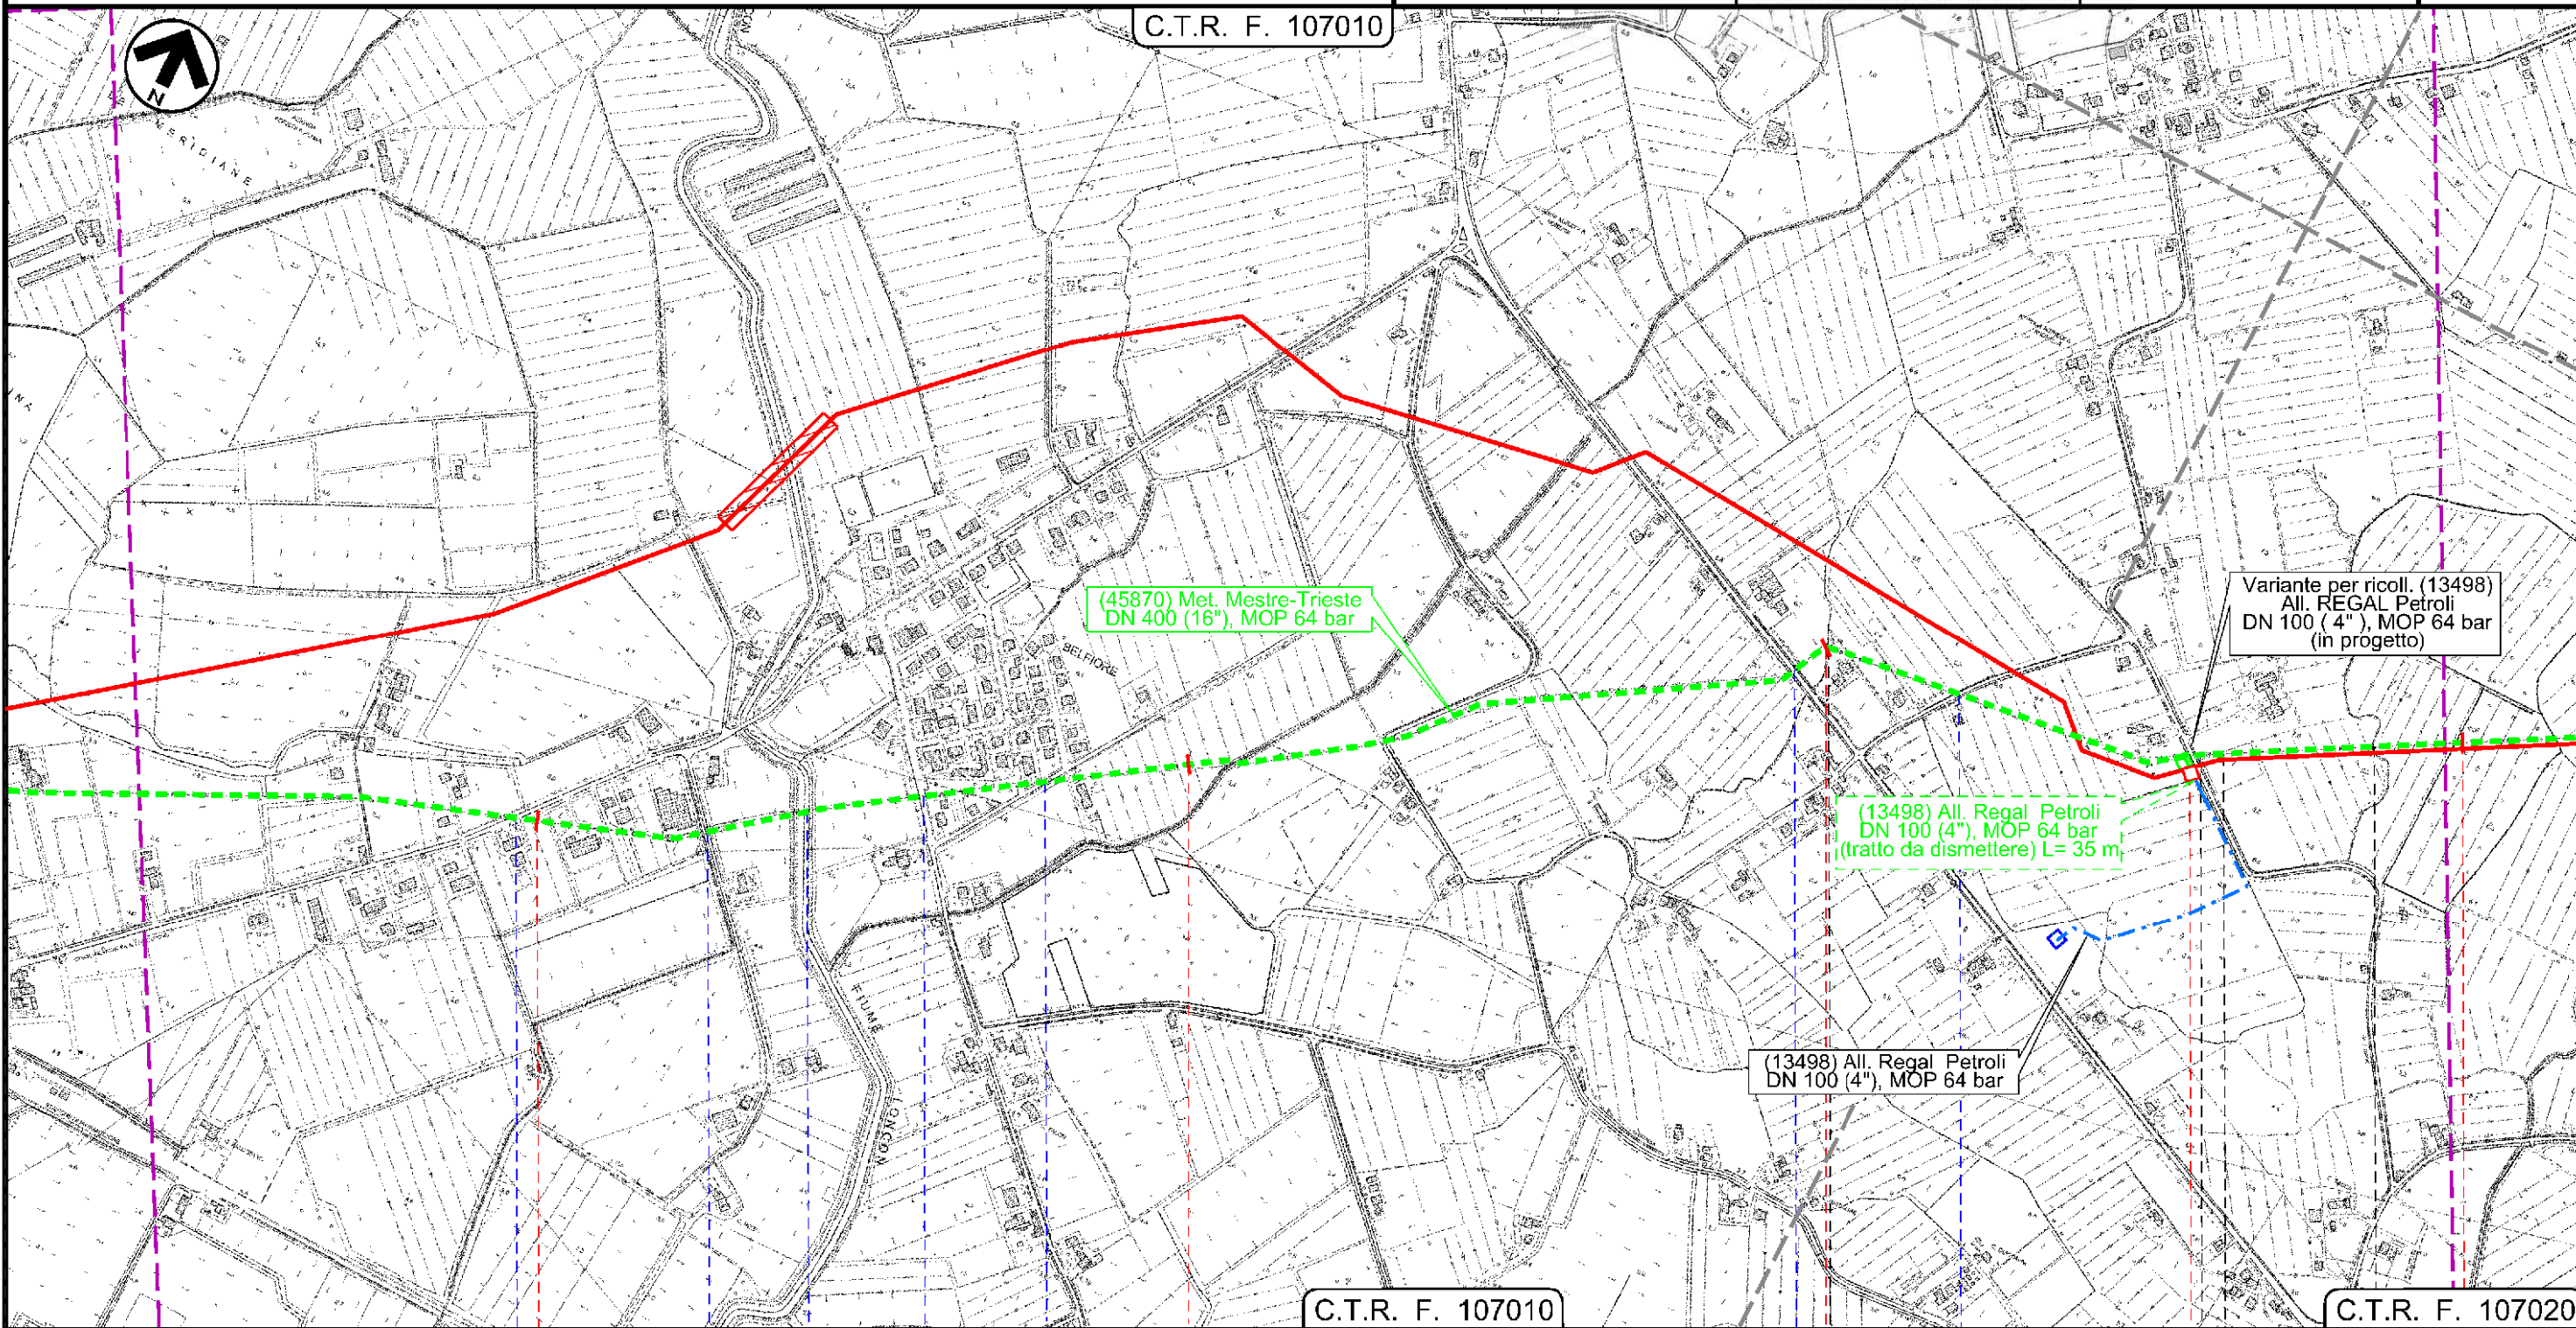 C.T.R. F. 107010
N
MERIDIANE
(45870) Met. Mestre-Trieste
DN 400 (16"), MOP 64 bar
BELFIORE
Variante per ricoll. (13498)
All. REGAL Petroli
DN 100 ( 4" ), MOP 64 bar
(in progetto)
(13498) All. Regal Petroli
DN 100 (4"), MOP 64 bar
(tratto da dismettere) L= 35 m
FIUME
LONCON
(13498) All. Regal Petroli
DN 100 (4"), MOP 64 bar
C.T.R. F. 107010
C.T.R. F. 107020